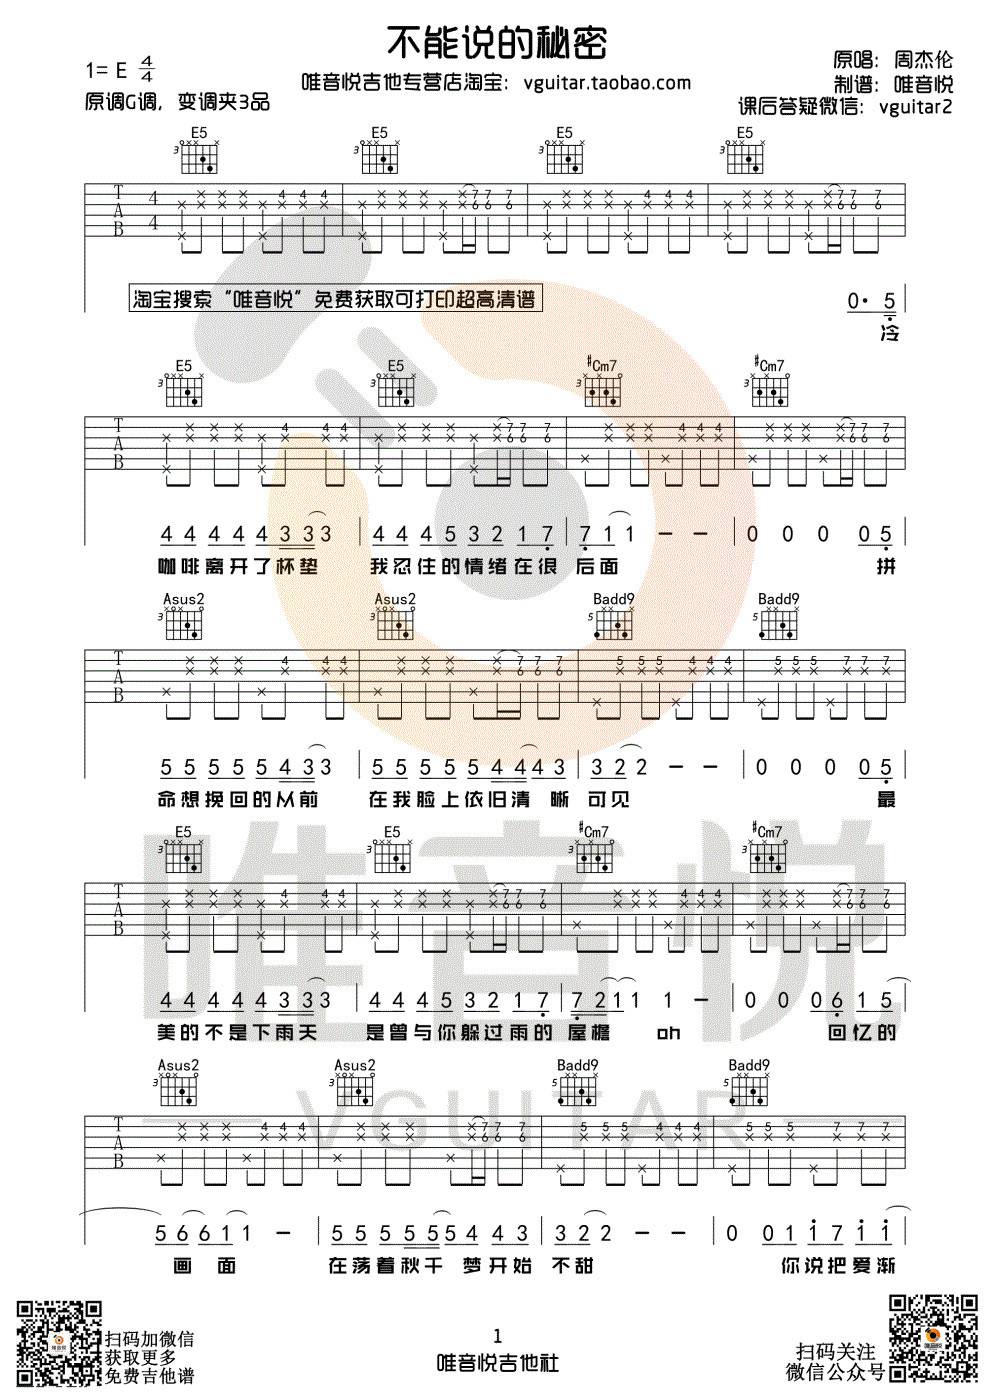 不能说的秘密
1= E 4/4
唯音悦吉他专营店淘宝：vguitar.taobao.com
原唱：周杰伦
制谱：唯音悦
原调G调，变调夹3品
课后答疑微信：vguitar2
E5 E5 E5 E5
淘宝搜索“唯音悦”免费获取可打印超高清谱
0· 5
冷
E5 E5 #Cm7 #Cm7
4 4 4 4 4 3 3 3 4 4 4 5 3 2 1 7 7 1 1 - - 0 0 0 0 5
咖啡离开了杯垫 我忍住的情绪在很 后面 拼
Asus2 Asus2 Badd9 Badd9
5 5 5 5 5 4 3 3 5 5 5 5 5 4 4 4 3 3 2 2 - - 0 0 0 0 5
命想挽回的从前 在我脸上依旧清 晰 可见 最
E5 E5 #Cm7 #Cm7
4 4 4 4 4 3 3 3 4 4 4 5 3 2 1 7 7 2 1 1 1 - 0 0 0 6 1 5
美的不是下雨天 是曾与你躲过雨的 屋檐 oh 回忆的
Asus2 Asus2 Badd9 Badd9
5 6 6 1 1 - 5 5 5 5 5 5 4 4 3 3 2 2 - 0 0 1 1 7 1 1
画 面 在荡着秋千 梦开始 不甜 你说把爱渐
唯音悦
VGUITAR
扫码加微信
获取更多
免费吉他谱
1
唯音悦吉他社
扫码关注
微信公众号